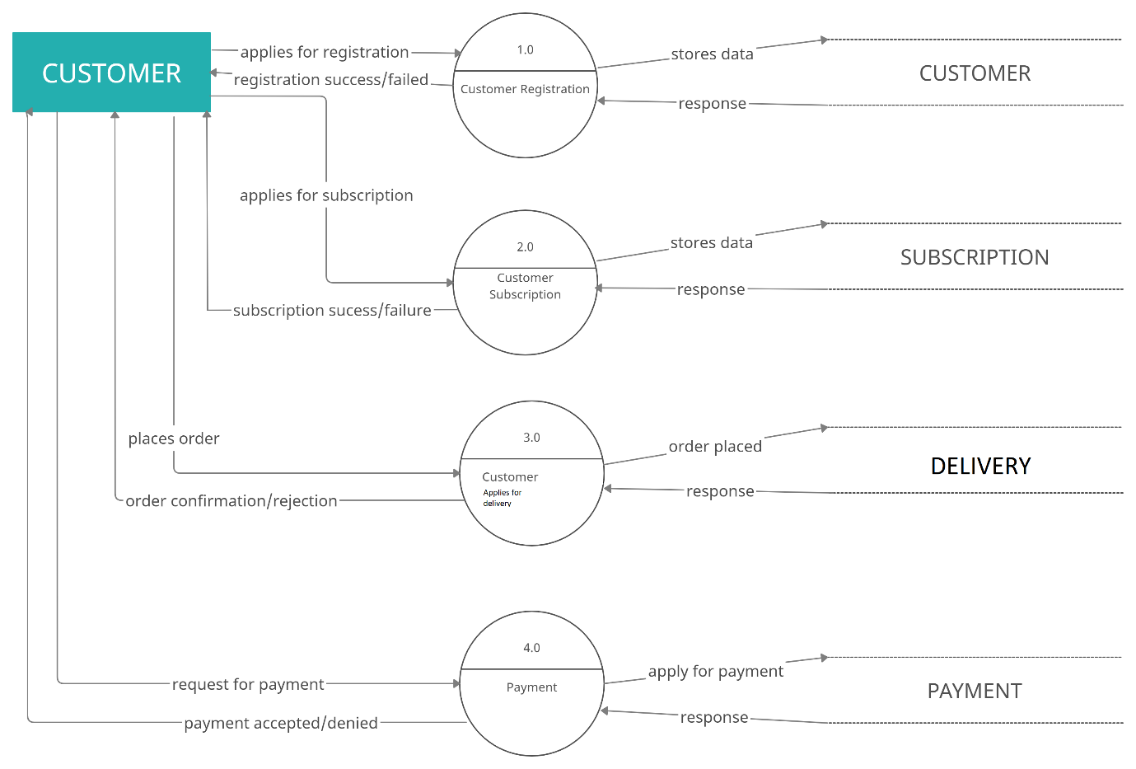 CUSTOMER
applies for registration
registration success/failed
1.0
Customer Registration
stores data
response
CUSTOMER
applies for subscription
subscription sucess/failure
2.0
Customer
Subscription
stores data
response
SUBSCRIPTION
places order
order confirmation/rejection
3.0
Customer
Applies for
delivery
order placed
response
DELIVERY
request for payment
payment accepted/denied
4.0
Payment
apply for payment
response
PAYMENT